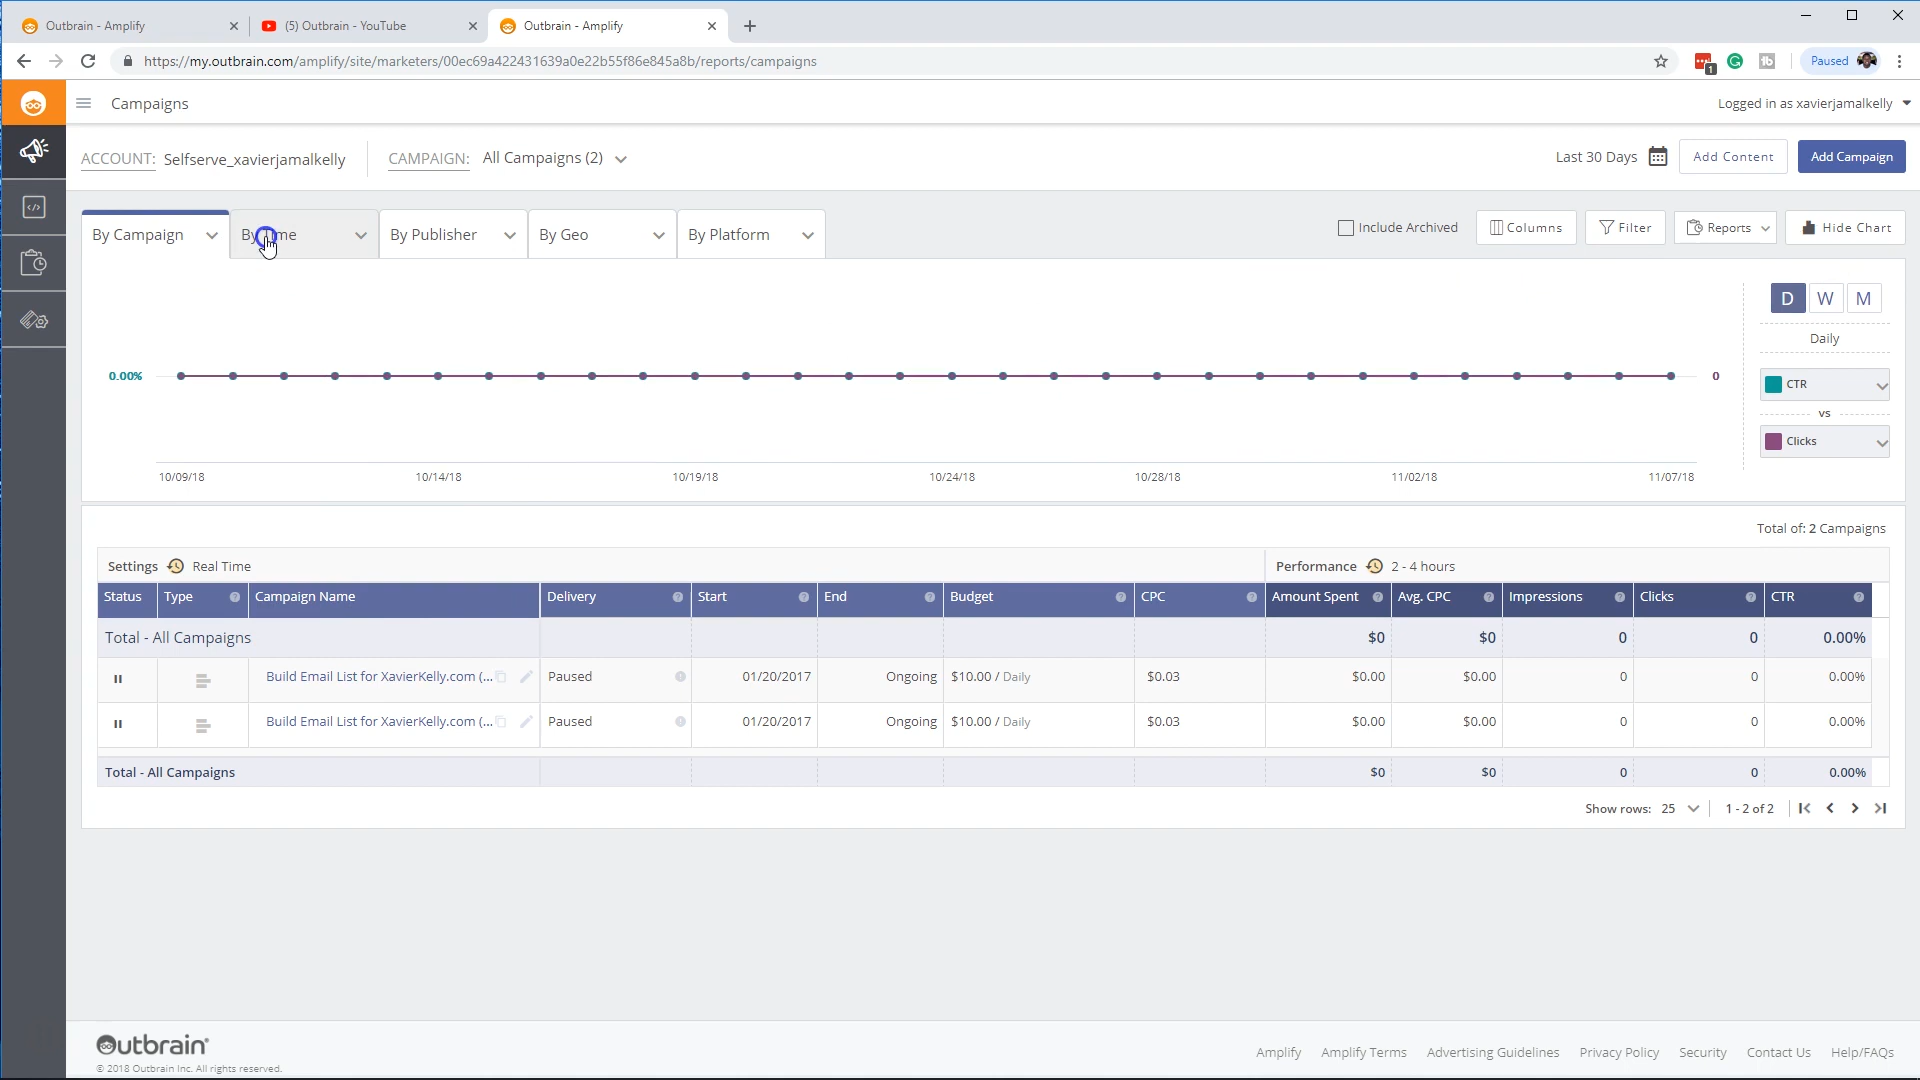 Outbrain - Amplify
(5) Outbrain - YouTube
Outbrain - Amplify
https://my.outbrain.com/amplify/site/marketers/00ec69a422431639a0e22b55f86e845a8b/reports/campaigns
1
Paused
Campaigns
Logged in as xavierjamalkelly
ACCOUNT: Selfserve_xavierjamalkelly
CAMPAIGN: All Campaigns (2)
Last 30 Days
Add Content
Add Campaign
By Campaign
By Time
By Publisher
By Geo
By Platform
Include Archived
Columns
Filter
Reports
Hide Chart
D W M
Daily
CTR
vs
Clicks
0.00%
0
10/09/18 10/14/18 10/19/18 10/24/18 10/28/18 11/02/18 11/07/18
Total of: 2 Campaigns
Settings Real Time Performance 2 - 4 hours
Status Type Campaign Name Delivery Start End Budget CPC Amount Spent Avg. CPC Impressions Clicks CTR
Total - All Campaigns $0 $0 0 0 0.00%
Build Email List for XavierKelly.com (... Paused 01/20/2017 Ongoing $10.00 / Daily $0.03 $0.00 $0.00 0 0 0.00%
Build Email List for XavierKelly.com (... Paused 01/20/2017 Ongoing $10.00 / Daily $0.03 $0.00 $0.00 0 0 0.00%
Total - All Campaigns $0 $0 0 0 0.00%
Show rows: 25 1 - 2 of 2
Outbrain
© 2018 Outbrain Inc. All rights reserved.
Amplify Amplify Terms Advertising Guidelines Privacy Policy Security Contact Us Help/FAQs